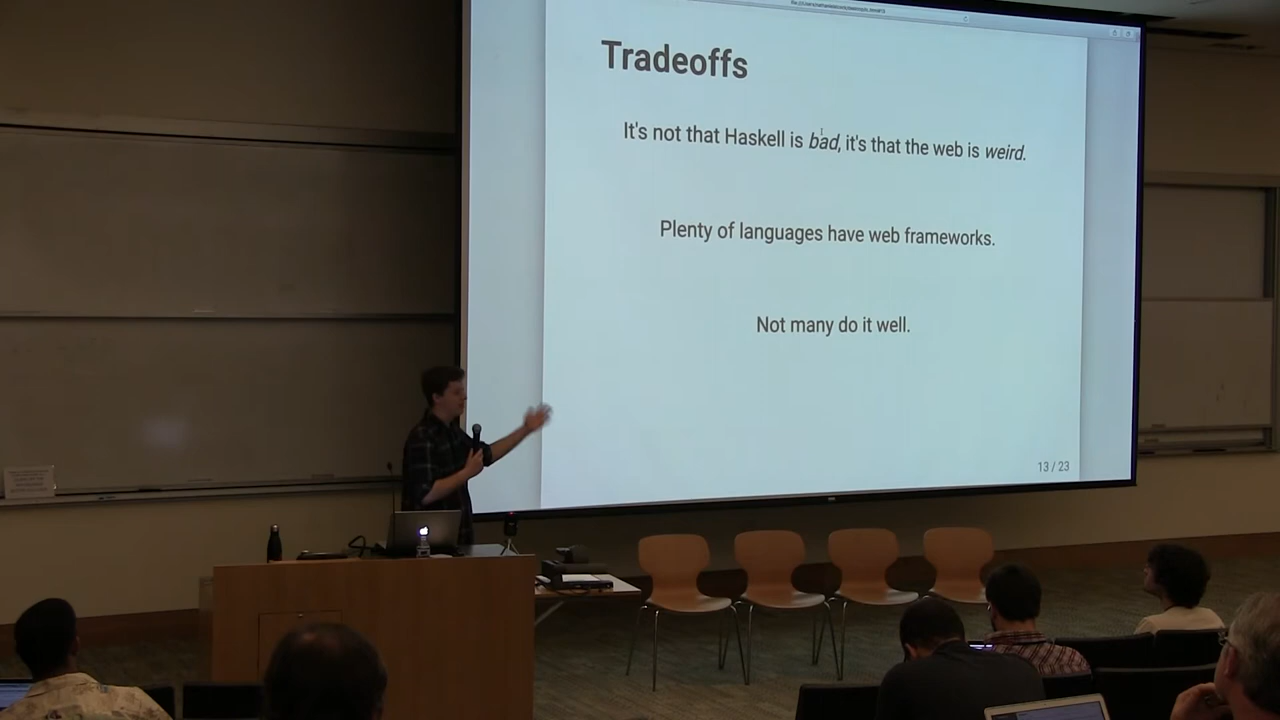 Tradeoffs
It's not that Haskell is bad, it's that the web is weird.
Plenty of languages have web frameworks.
Not many do it well.
13 / 23